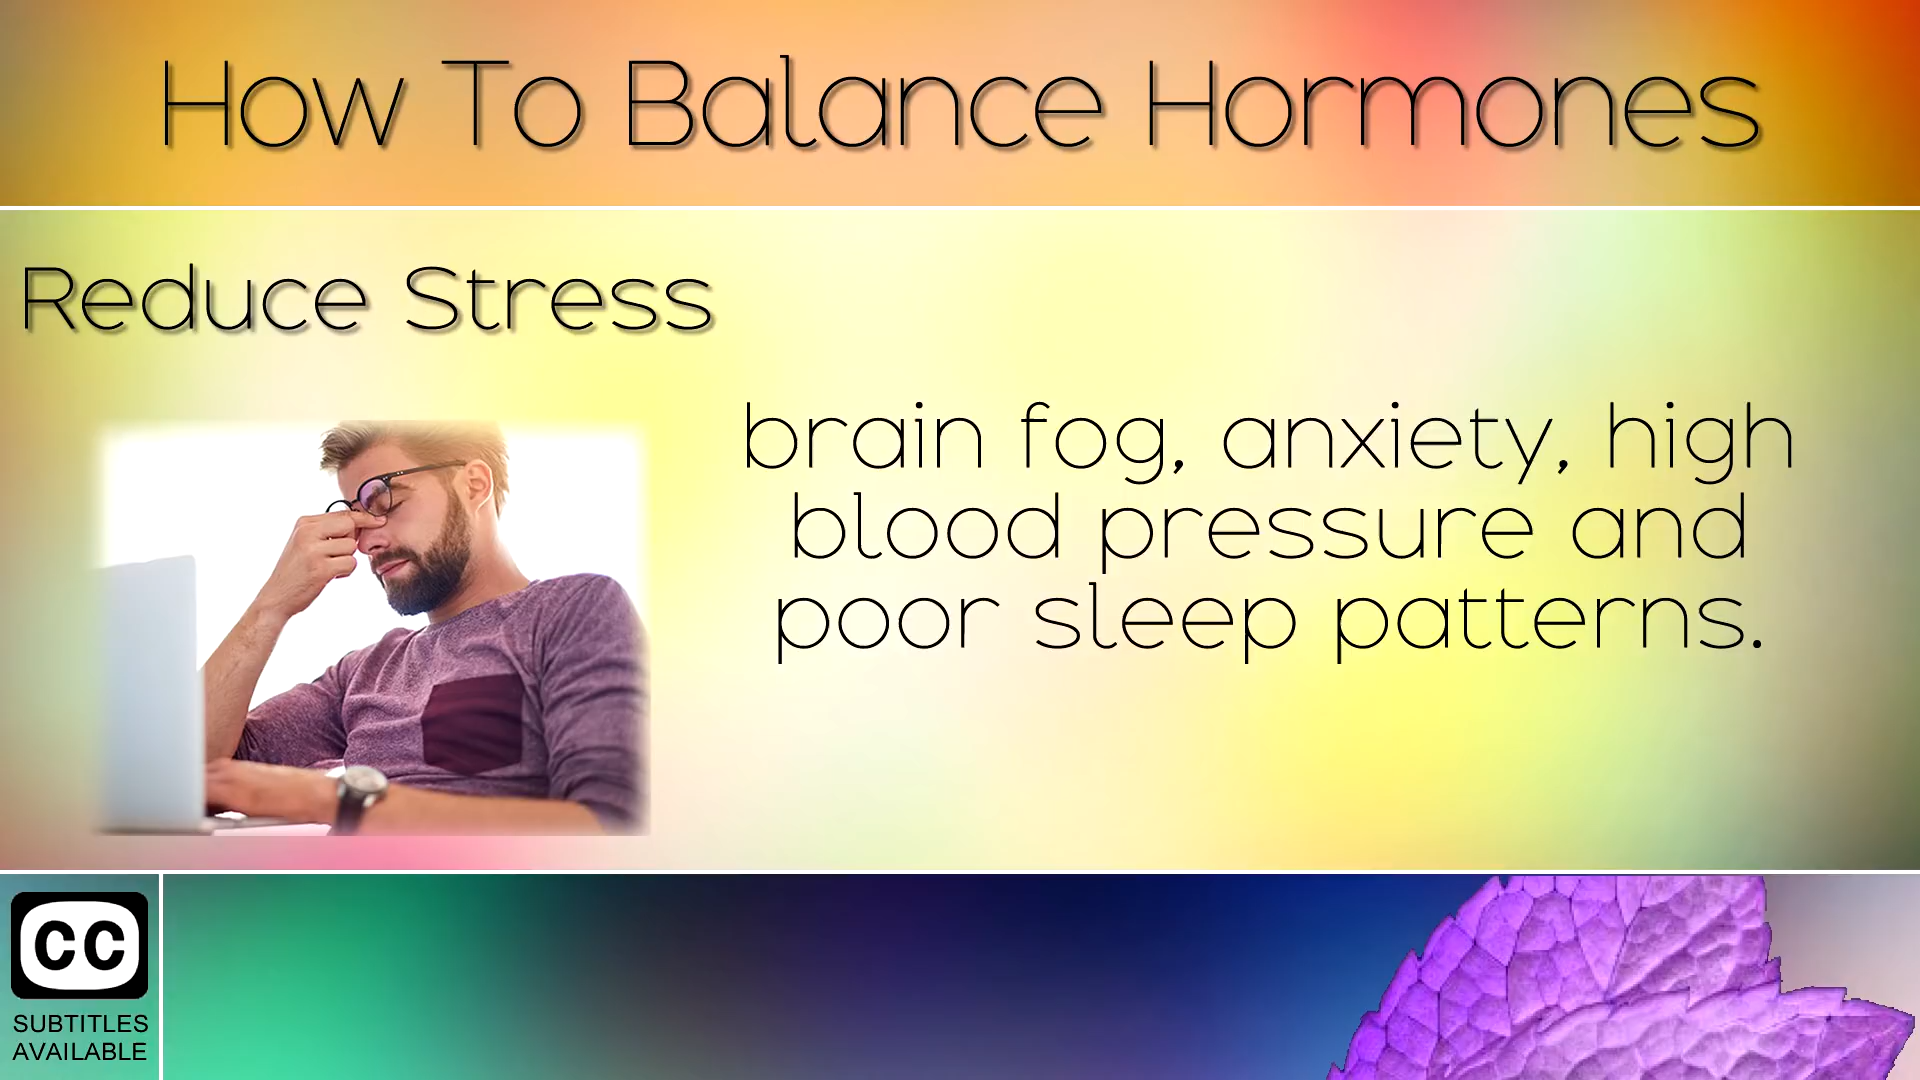 How To Balance Hormones
Reduce Stress
brain fog, anxiety, high
blood pressure and
poor sleep patterns.
CC
SUBTITLES
AVAILABLE